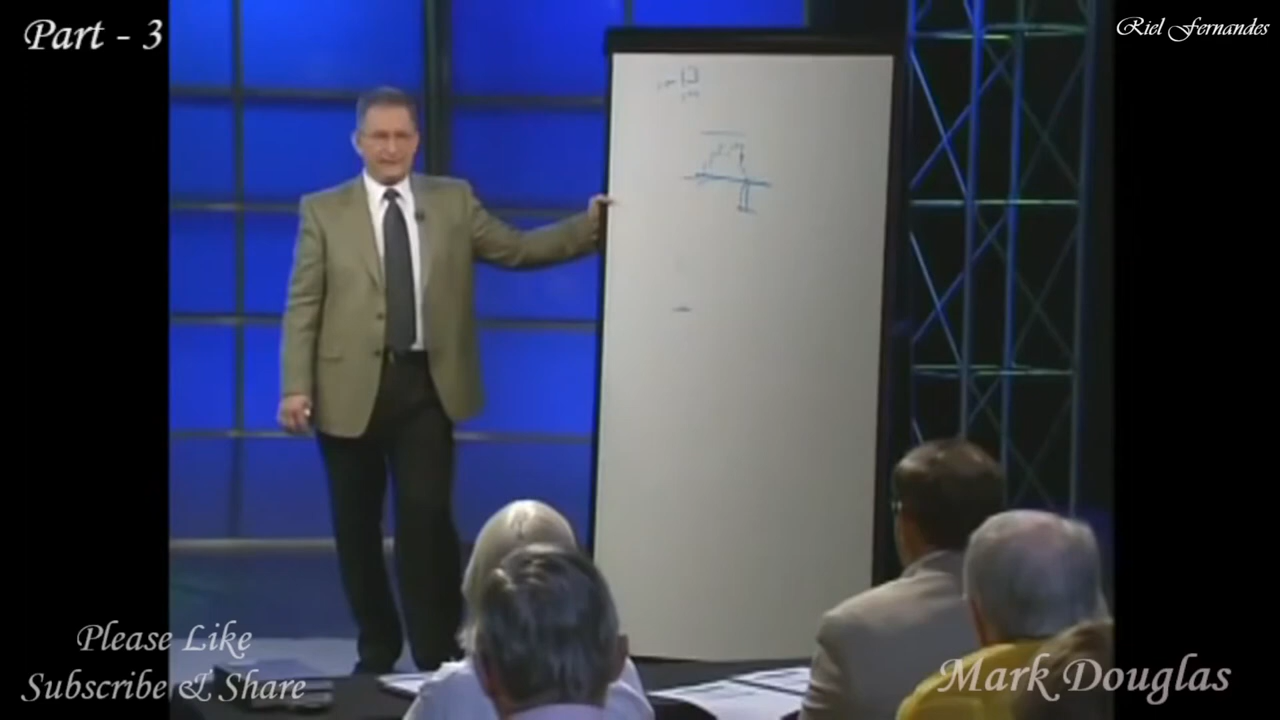 Part - 3
Riel Fernandes
Please Like
Subscribe & Share
Mark Douglas